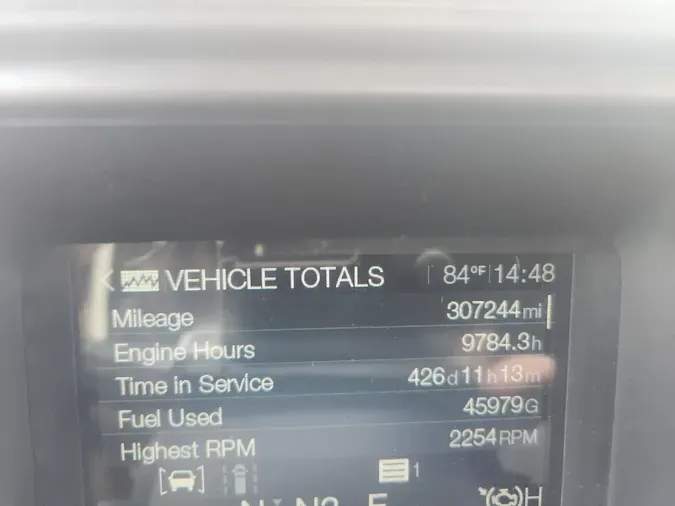 < VEHICLE TOTALS 84°F 14:48
Mileage 307244mi
Engine Hours 9784.3h
Time in Service 426d11h13m
Fuel Used 45979G
Highest RPM 2254RPM
1
H